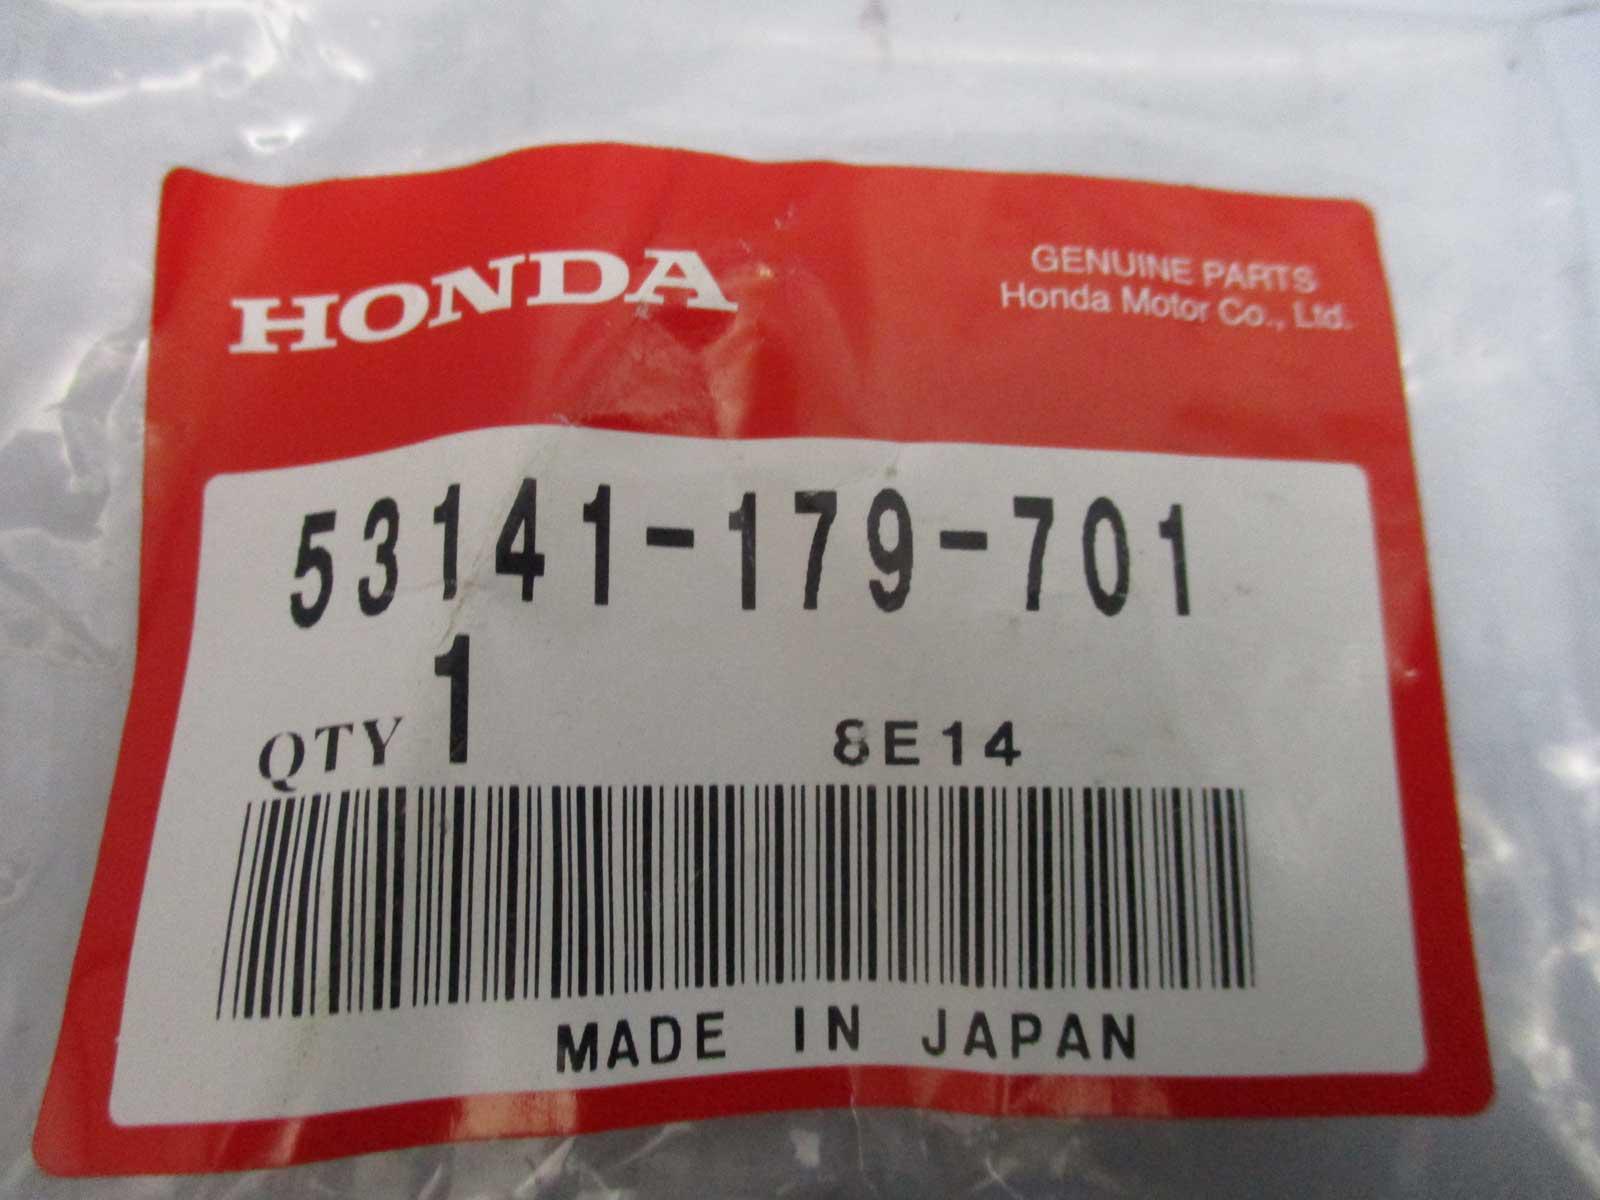 HONDA
GENUINE PARTS
Honda Motor Co., Ltd.
53141-179-701
QTY 1
8E14
MADE IN JAPAN